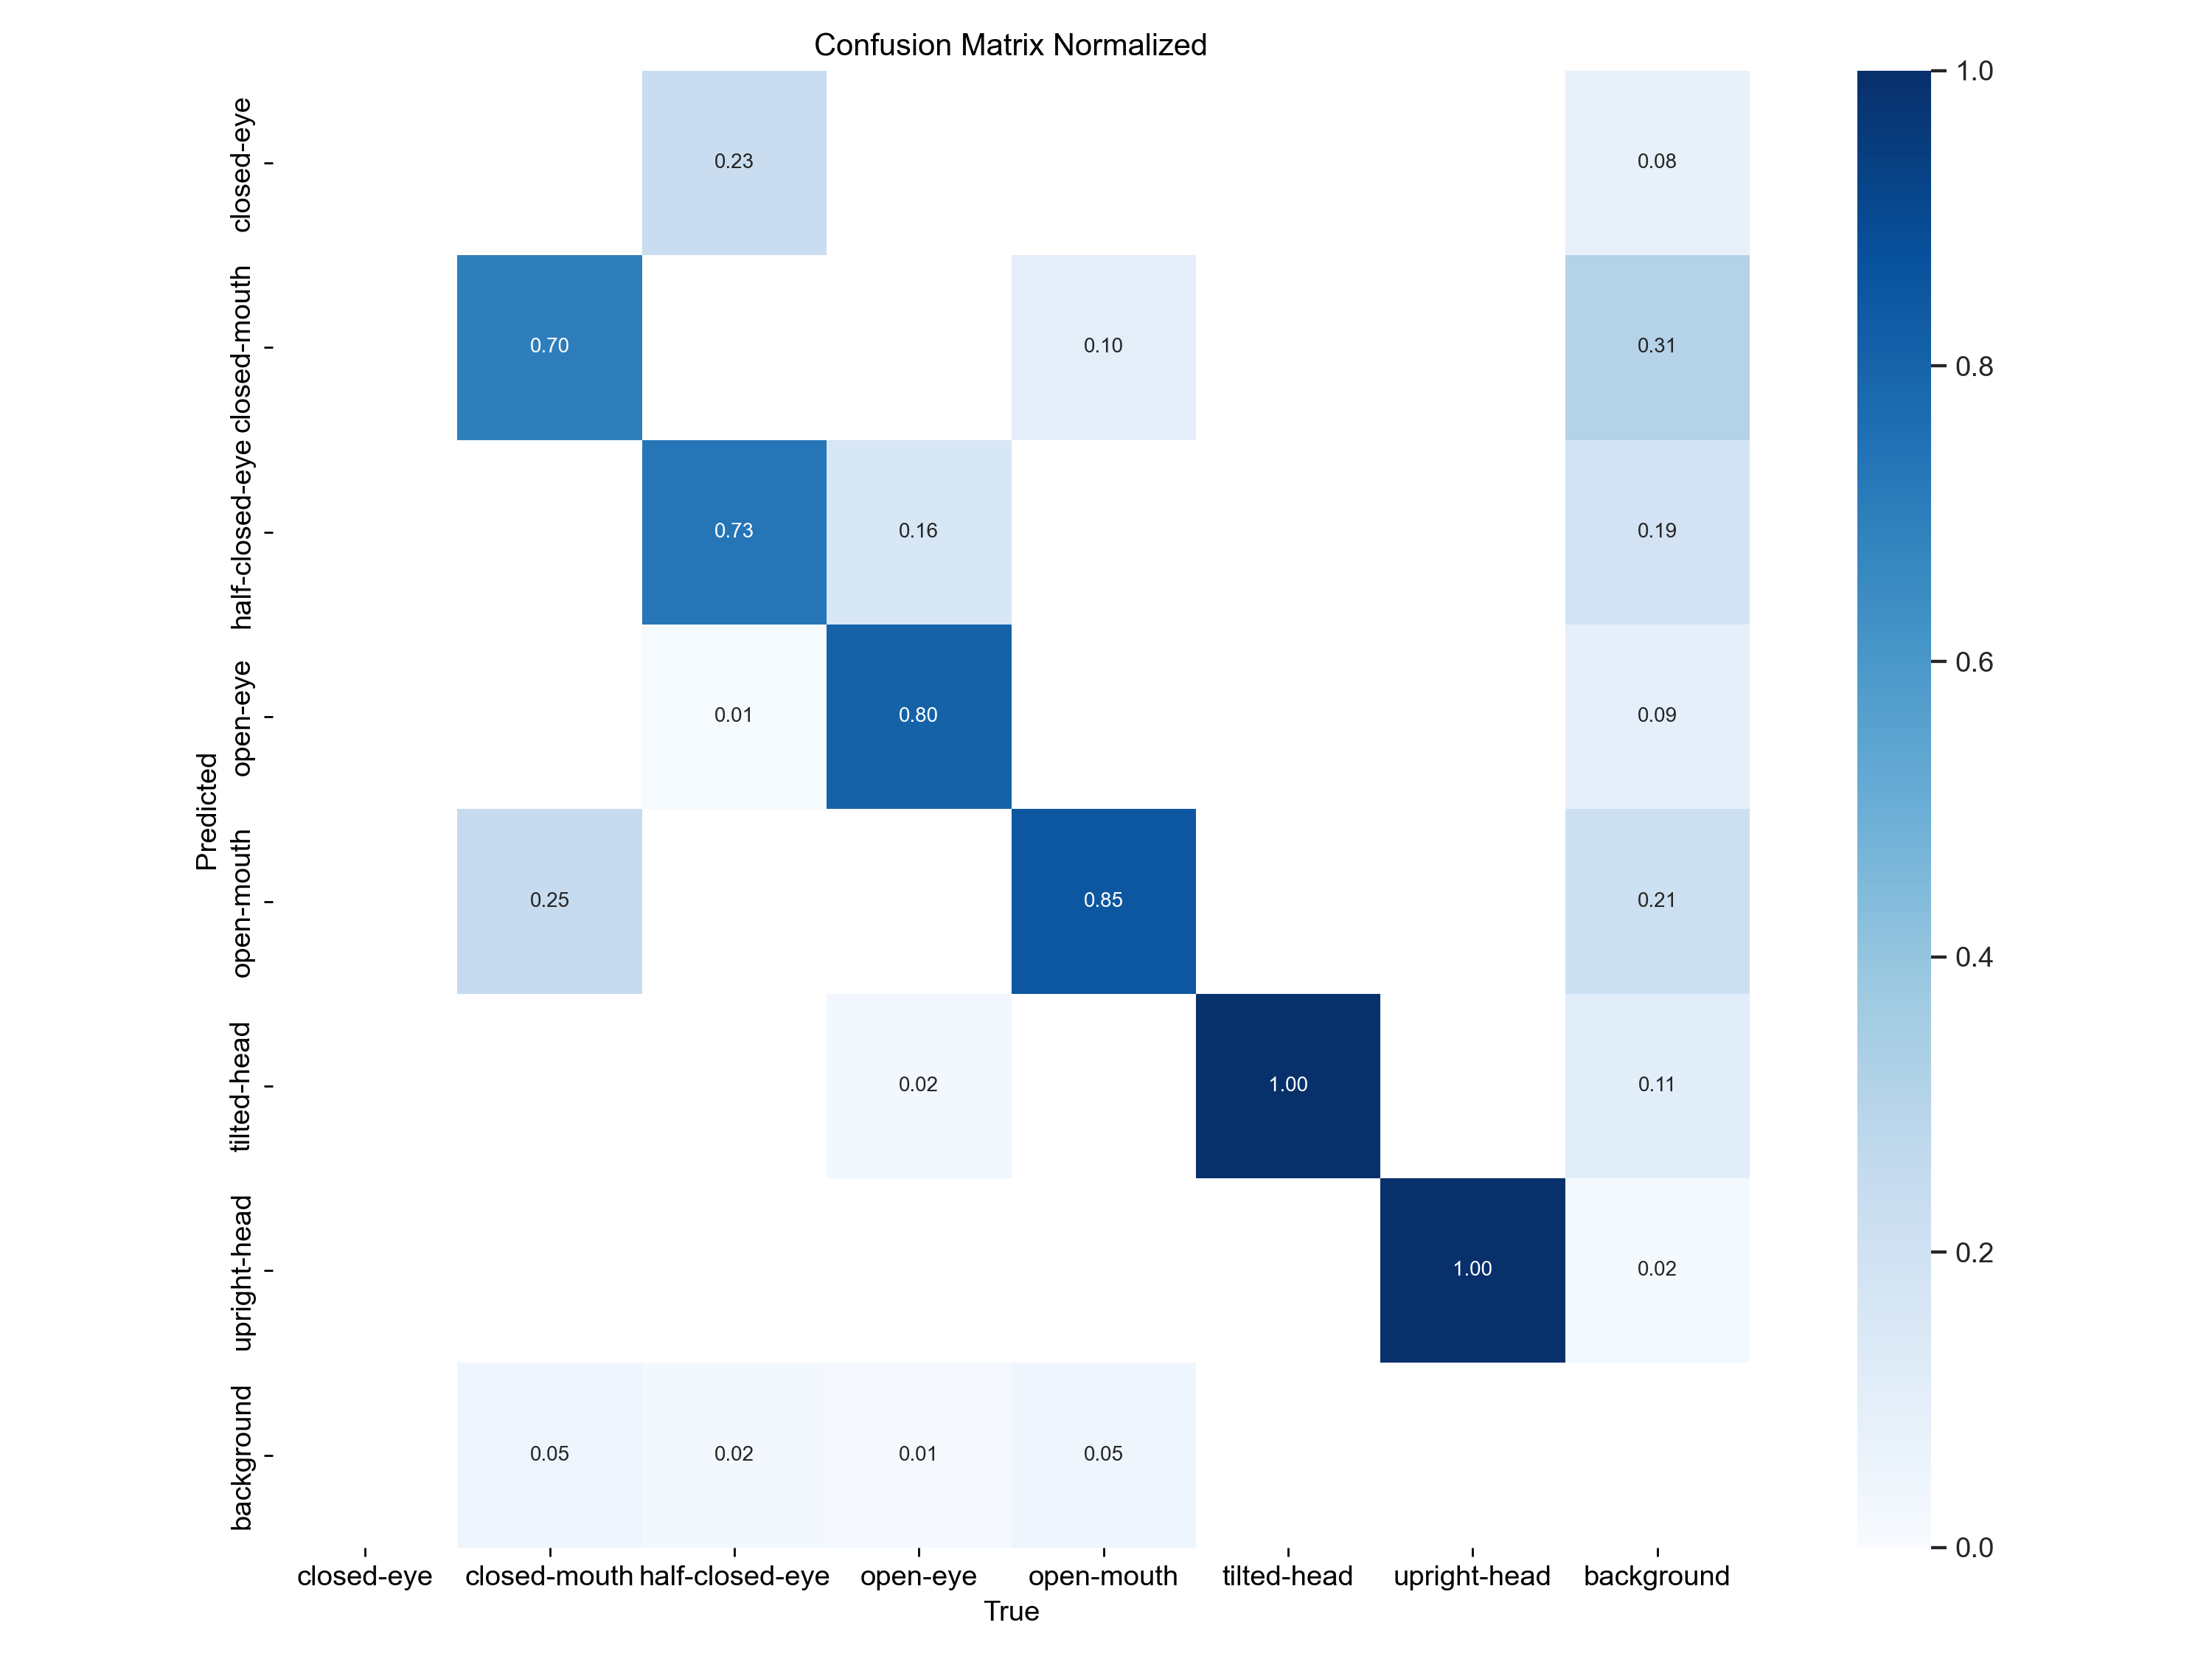 Confusion Matrix Normalized
closed-eye
0.23
0.08
closed-mouth
0.70
0.10
0.31
half-closed-eye
0.73
0.16
0.19
open-eye
0.01
0.80
0.09
open-mouth
0.25
0.85
0.21
tilted-head
0.02
1.00
0.11
upright-head
1.00
0.02
background
0.05
0.02
0.01
0.05
Predicted
closed-eye
closed-mouth
half-closed-eye
open-eye
open-mouth
tilted-head
upright-head
background
True
1.0
0.8
0.6
0.4
0.2
0.0